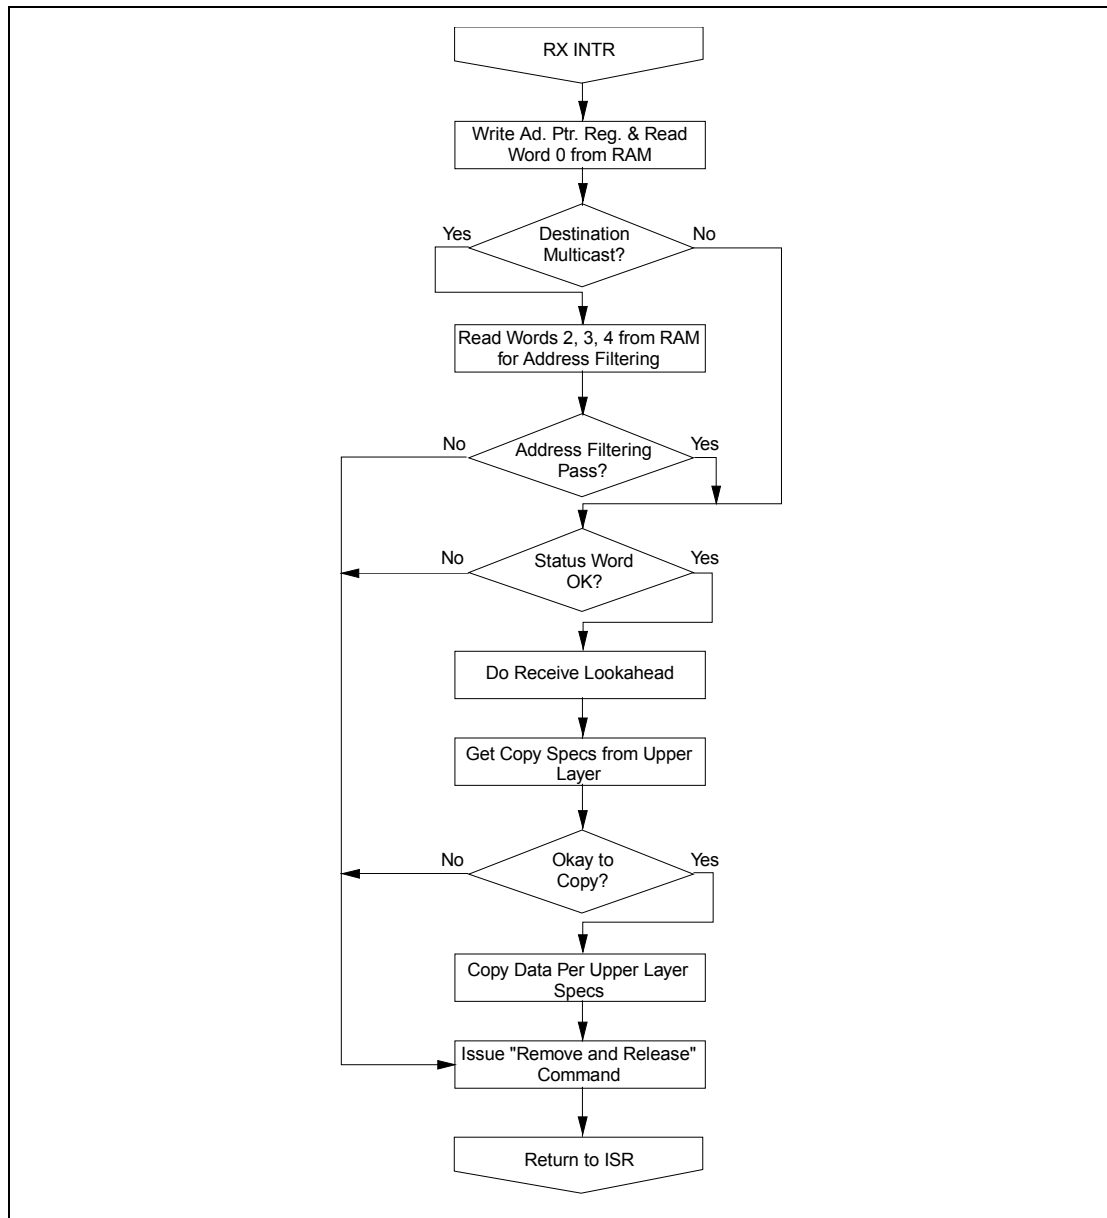 RX INTR
Write Ad. Ptr. Reg. & Read
Word 0 from RAM
Yes
Destination
Multicast?
No
Read Words 2, 3, 4 from RAM
for Address Filtering
No
Address Filtering
Pass?
Yes
No
Status Word
OK?
Yes
Do Receive Lookahead
Get Copy Specs from Upper
Layer
No
Okay to
Copy?
Yes
Copy Data Per Upper Layer
Specs
Issue "Remove and Release"
Command
Return to ISR